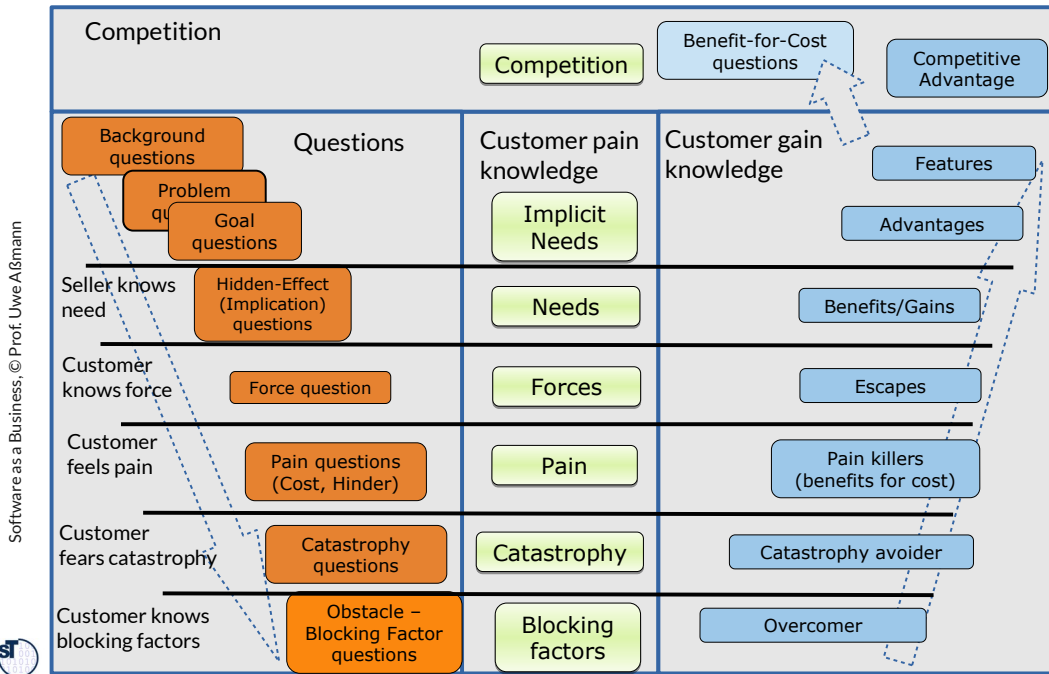 Competition
Competition
Benefit-for-Cost
questions
Competitive
Advantage
Background
questions
Questions
Customer pain
knowledge
Customer gain
knowledge
Features
Problem
Goal
questions
Implicit
Needs
Advantages
Seller knows
need
Hidden-Effect
(Implication)
questions
Needs
Benefits/Gains
Customer
knows force
Force question
Forces
Escapes
Customer
feels pain
Pain questions
(Cost, Hinder)
Pain
Pain killers
(benefits for cost)
Customer
fears catastrophy
Catastrophy
questions
Catastrophy
Catastrophy avoider
Customer knows
blocking factors
Obstacle –
Blocking Factor
questions
Blocking
factors
Overcomer
Software as a Business, © Prof. Uwe Aßmann
ST